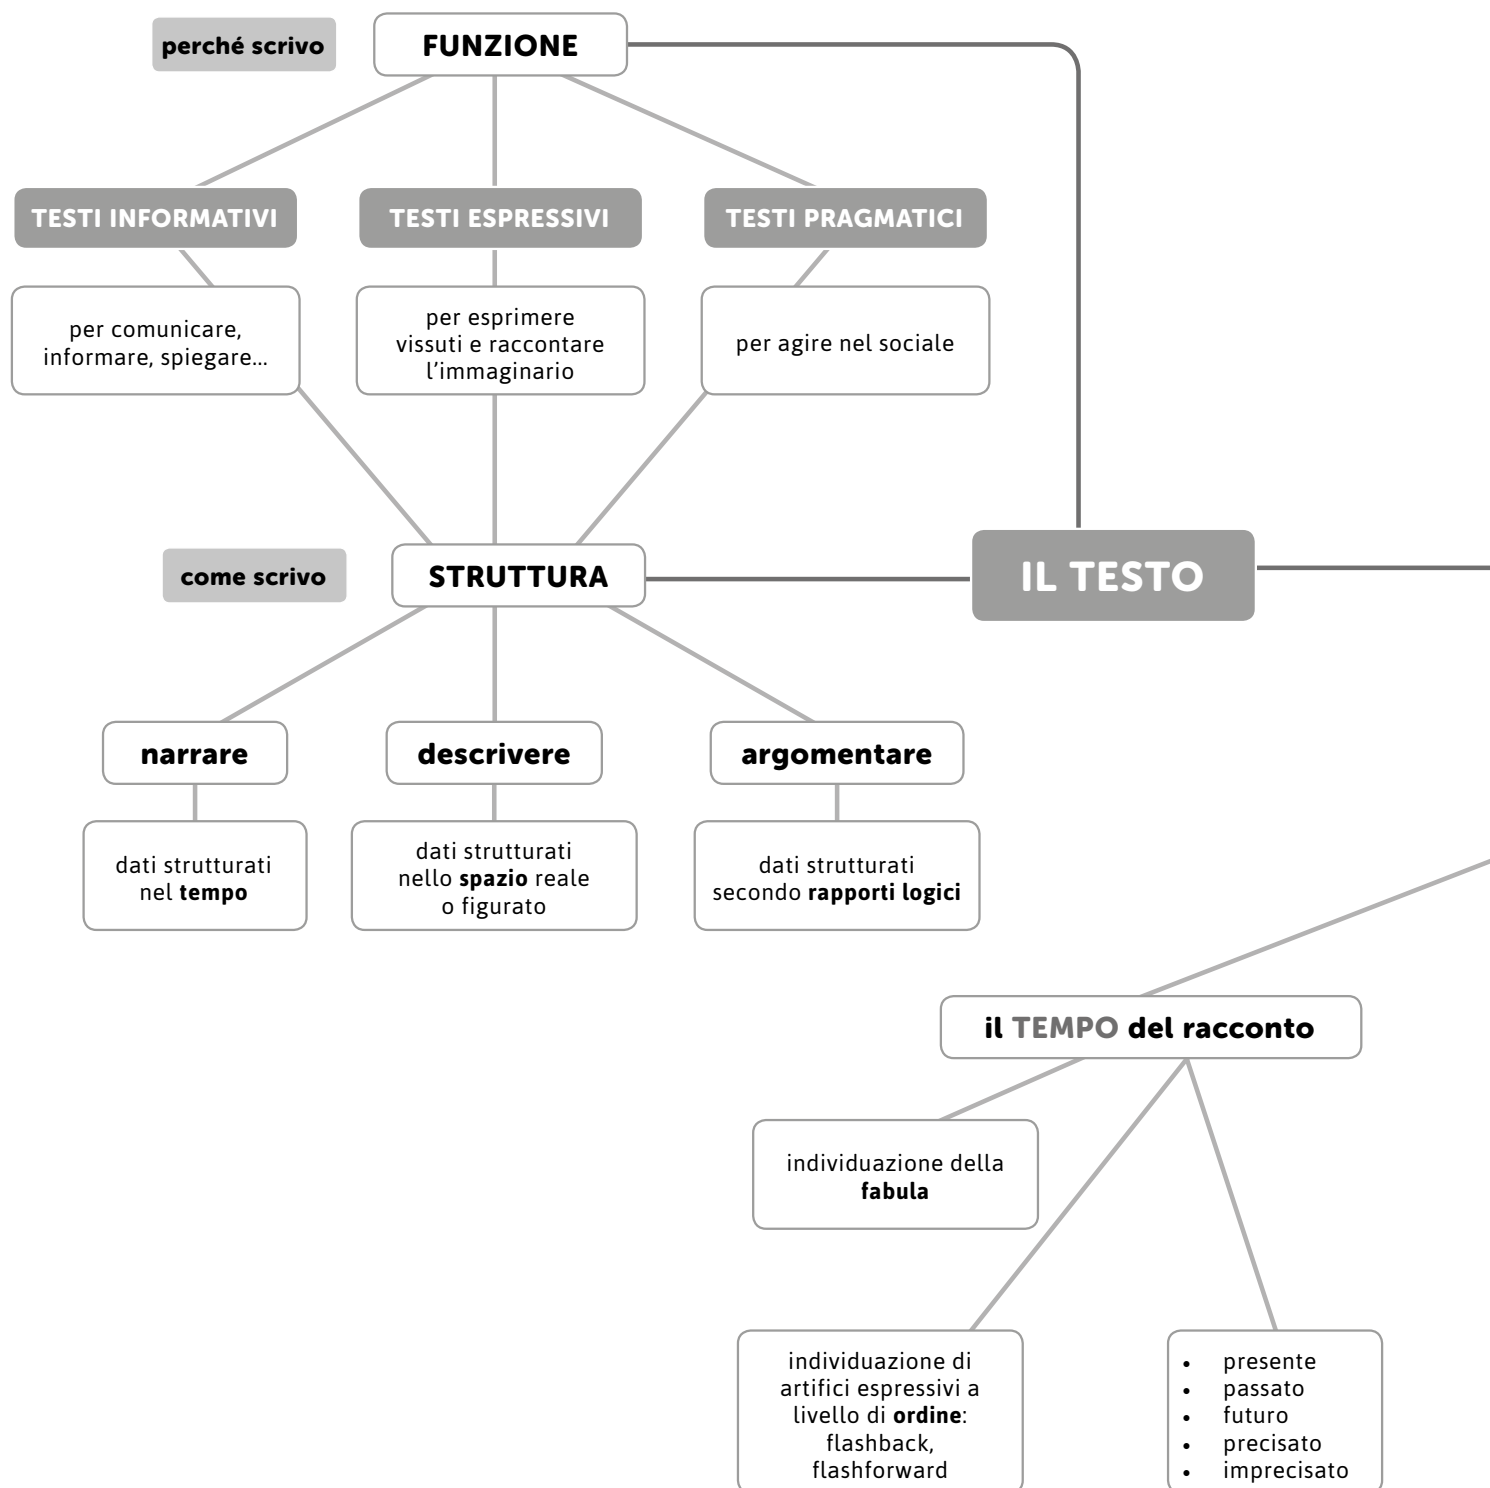 perché scrivo
FUNZIONE
TESTI INFORMATIVI
TESTI ESPRESSIVI
TESTI PRAGMATICI
per comunicare,
informare, spiegare...
per esprimere
vissuti e raccontare
l'immaginario
per agire nel sociale
come scrivo
STRUTTURA
IL TESTO
narrare
descrivere
argomentare
dati strutturati
nel tempo
dati strutturati
nello spazio reale
o figurato
dati strutturati
secondo rapporti logici
il TEMPO del racconto
individuazione della
fabula
individuazione di
artifici espressivi a
livello di ordine:
flashback,
flashforward
• presente
• passato
• futuro
• precisato
• imprecisato